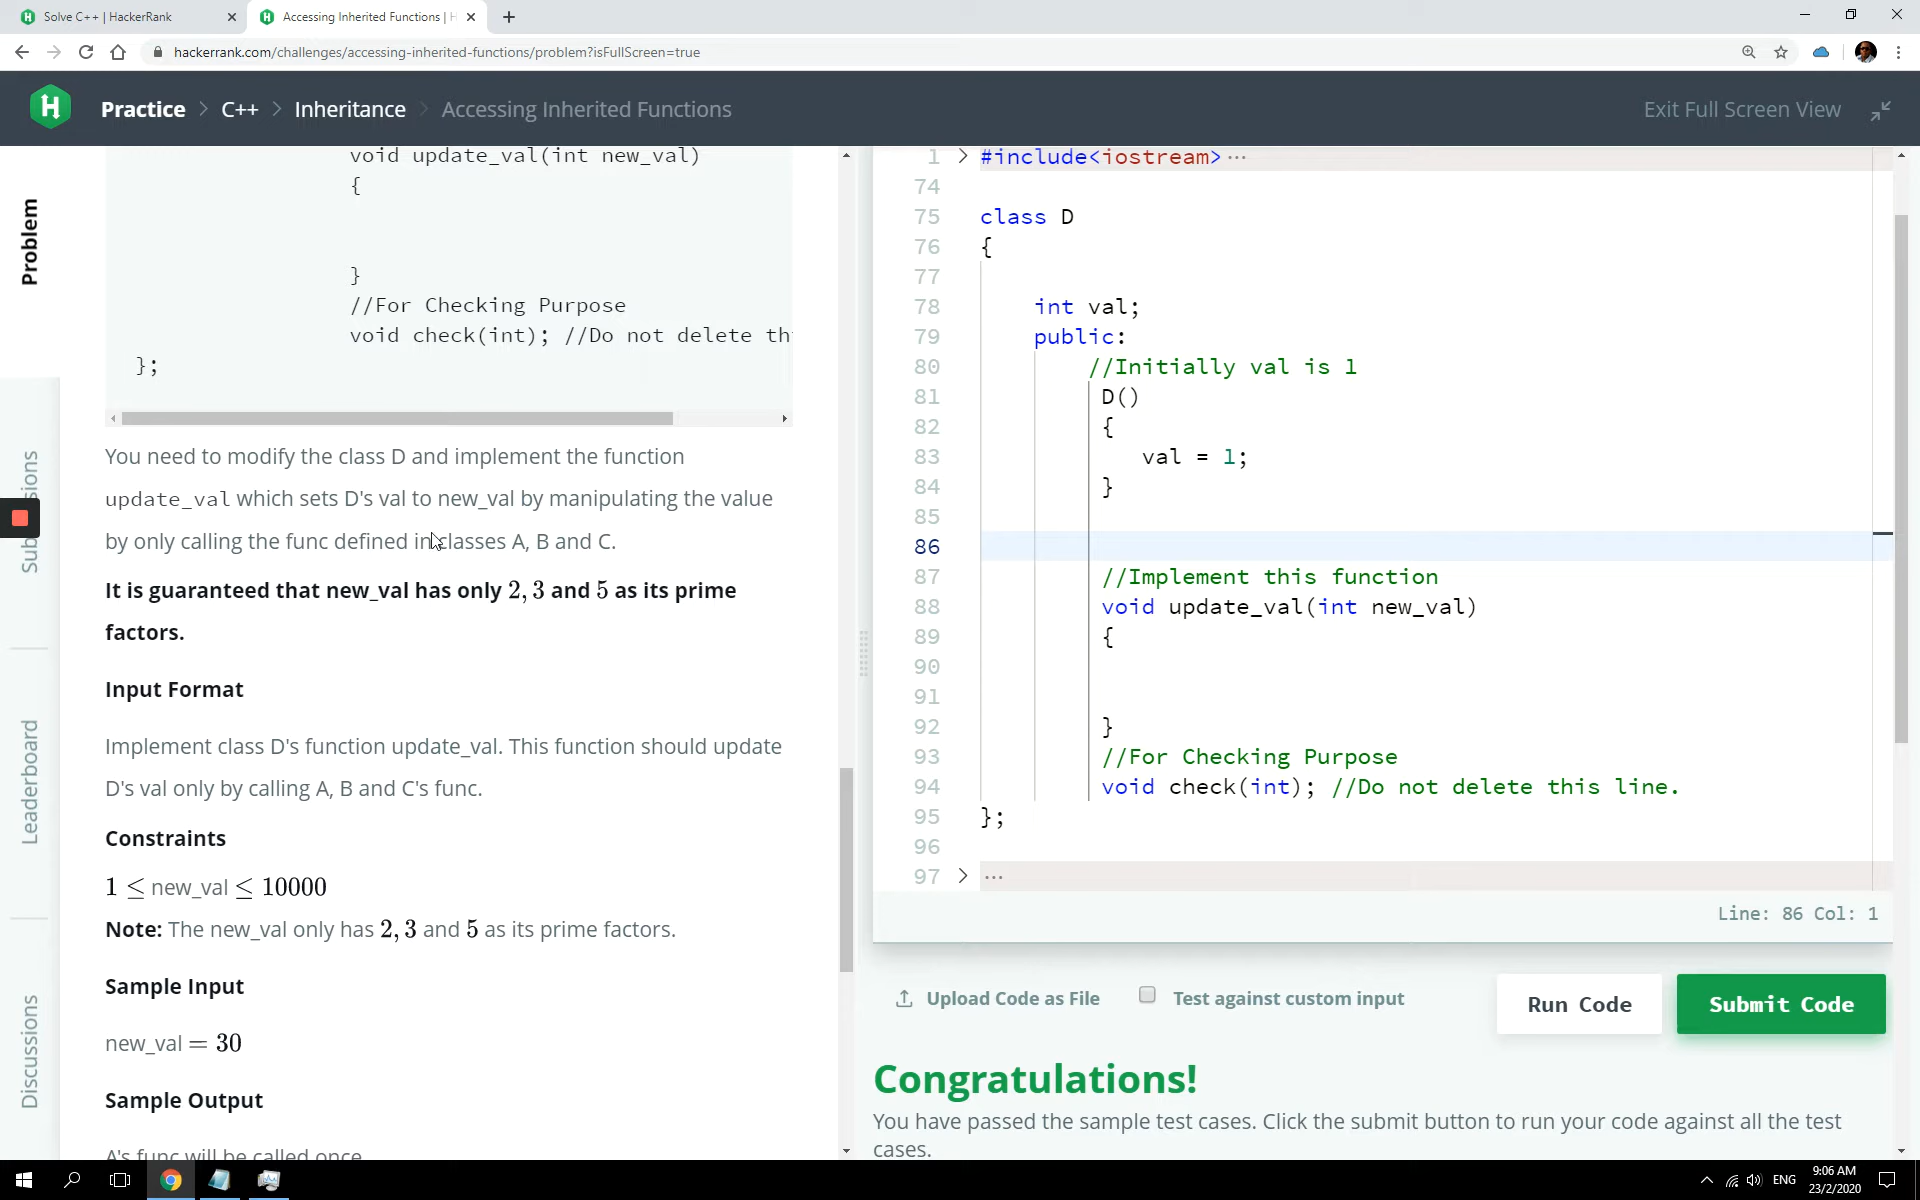 Solve C++ | HackerRank
Accessing Inherited Functions | H
hackerrank.com/challenges/accessing-inherited-functions/problem?isFullScreen=true
H
Practice > C++ > Inheritance > Accessing Inherited Functions
Exit Full Screen View
Problem
Submissions
Leaderboard
Discussions
void update_val(int new_val)
{
}
//For Checking Purpose
void check(int); //Do not delete th
};
You need to modify the class D and implement the function
update_val which sets D's val to new_val by manipulating the value
by only calling the func defined in classes A, B and C.
It is guaranteed that new_val has only 2, 3 and 5 as its prime
factors.
Input Format
Implement class D's function update_val. This function should update
D's val only by calling A, B and C's func.
Constraints
1 ≤ new_val ≤ 10000
Note: The new_val only has 2, 3 and 5 as its prime factors.
Sample Input
new_val = 30
Sample Output
A's func will be called once
1 > #include<iostream> ...
74
75 class D
76 {
77
78 int val;
79 public:
80 //Initially val is 1
81 D()
82 {
83 val = 1;
84 }
85
86
87 //Implement this function
88 void update_val(int new_val)
89 {
90
91
92 }
93 //For Checking Purpose
94 void check(int); //Do not delete this line.
95 };
96
97 > ...
Line: 86 Col: 1
Upload Code as File
Test against custom input
Run Code
Submit Code
Congratulations!
You have passed the sample test cases. Click the submit button to run your code against all the test
cases.
ENG
9:06 AM
23/2/2020